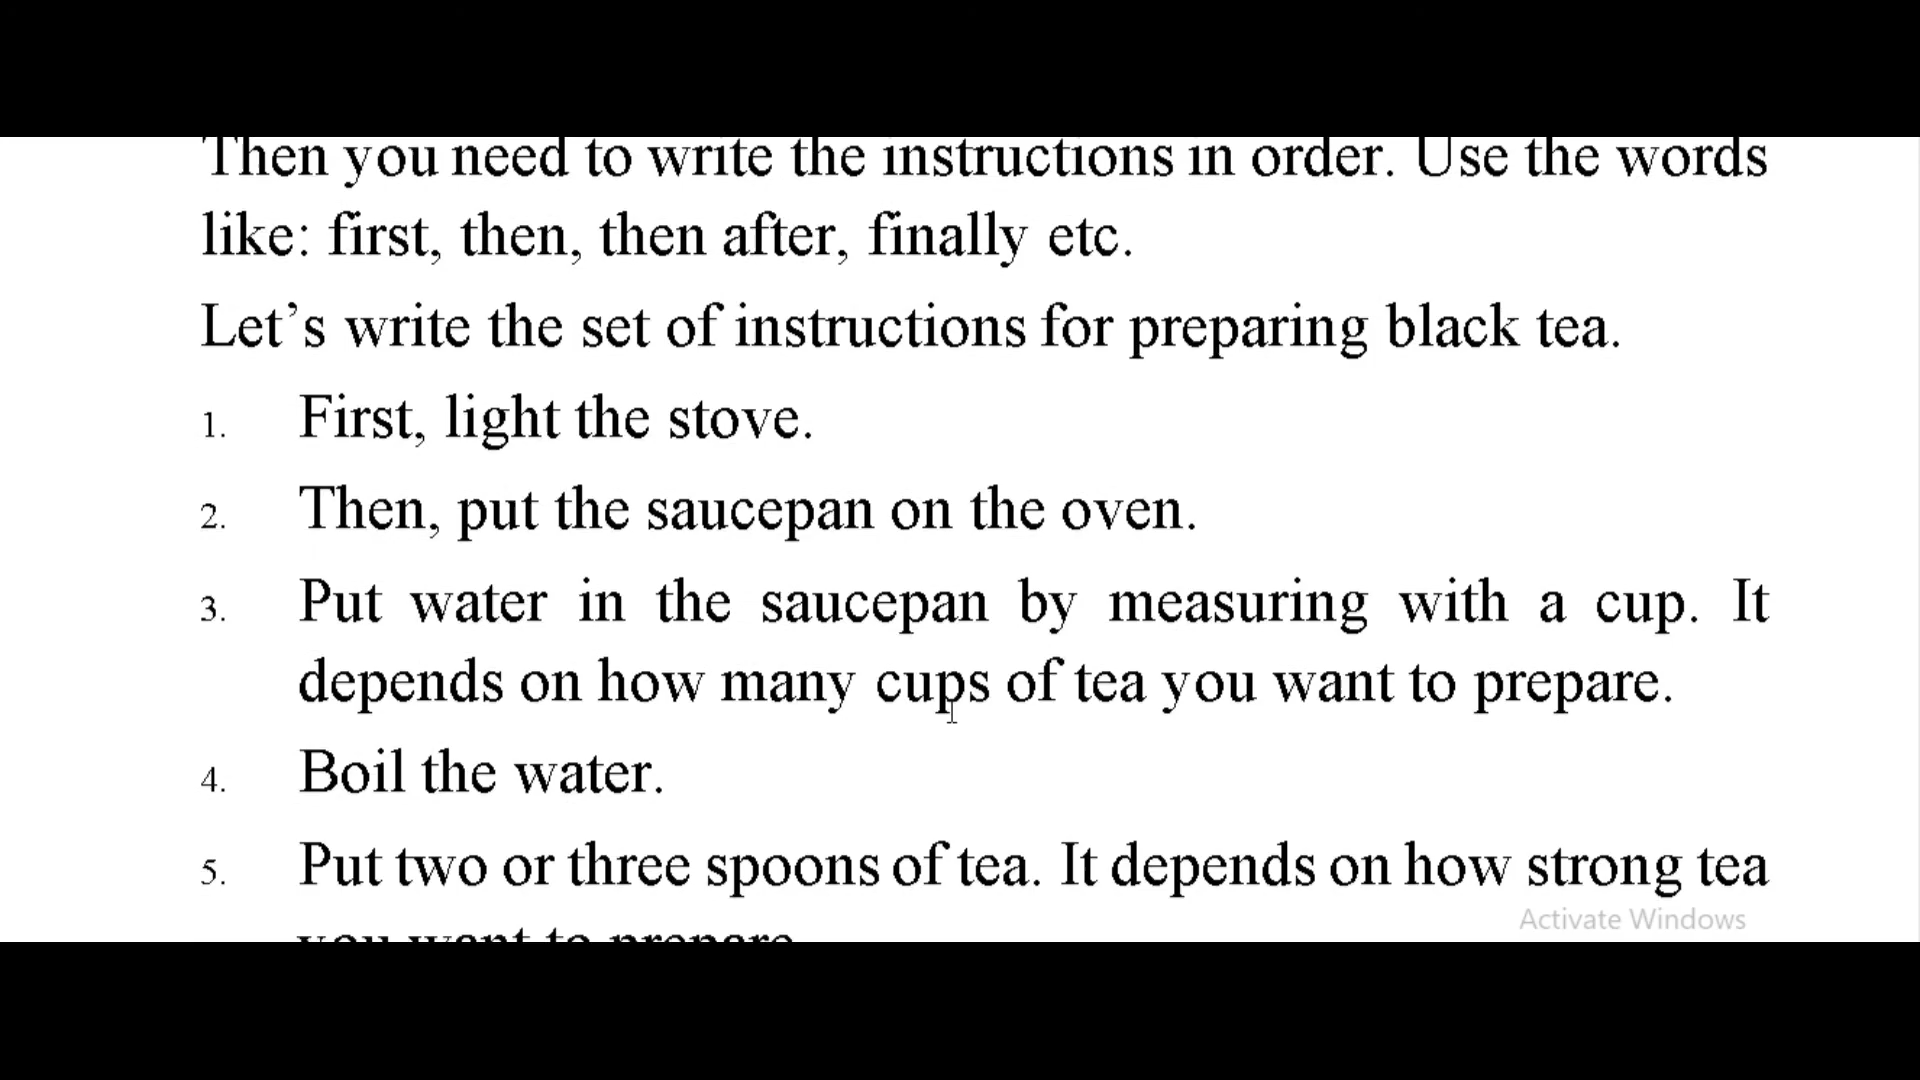 Then you need to write the instructions in order. Use the words
like: first, then, then after, finally etc.
Let’s write the set of instructions for preparing black tea.
1. First, light the stove.
2. Then, put the saucepan on the oven.
3. Put water in the saucepan by measuring with a cup. It
depends on how many cups of tea you want to prepare.
4. Boil the water.
5. Put two or three spoons of tea. It depends on how strong tea
Activate Windows
you want to prepare